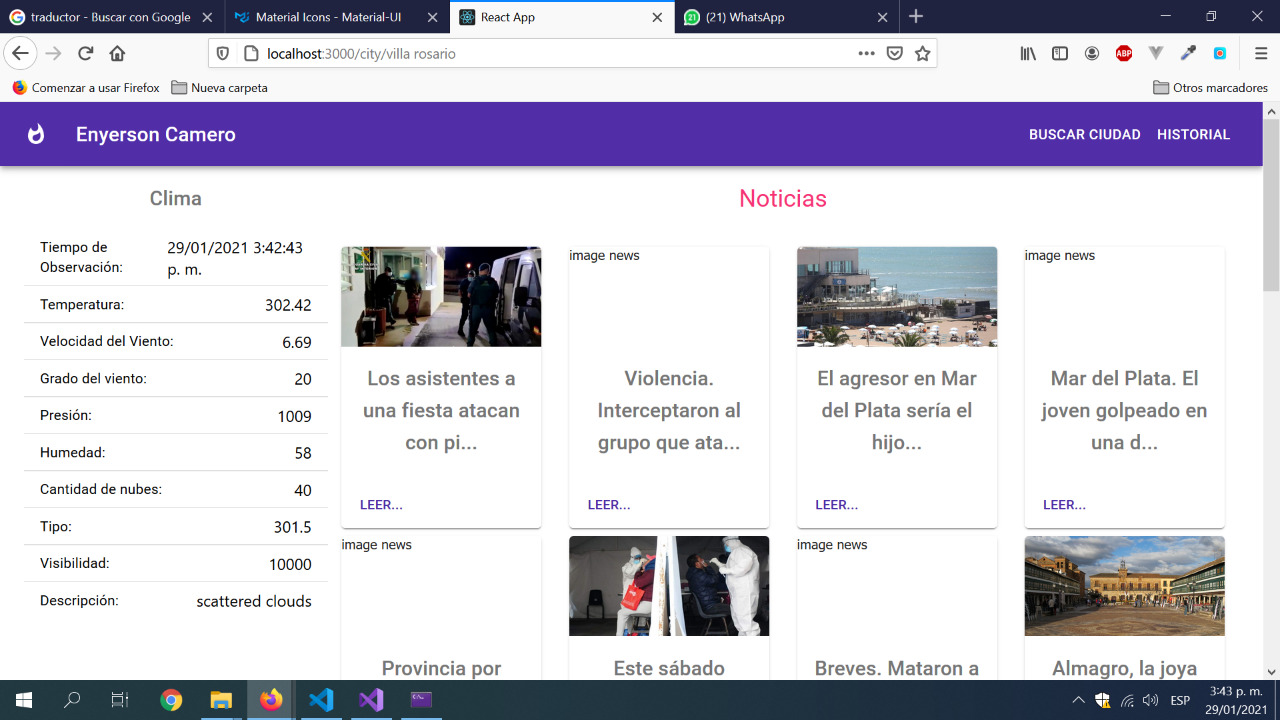 traductor - Buscar con Google
Material Icons - Material-UI
React App
21
(21) WhatsApp
localhost:3000/city/villa rosario
ABP
Comenzar a usar Firefox
Nueva carpeta
Otros marcadores
Enyerson Camero
BUSCAR CIUDAD
HISTORIAL
Clima
Tiempo de
Observación:
29/01/2021 3:42:43
p. m.
Temperatura:
302.42
Velocidad del Viento:
6.69
Grado del viento:
20
Presión:
1009
Humedad:
58
Cantidad de nubes:
40
Tipo:
301.5
Visibilidad:
10000
Descripción:
scattered clouds
Noticias
Los asistentes a
una fiesta atacan
con pi...
LEER...
image news
Violencia.
Interceptaron al
grupo que ata...
LEER...
El agresor en Mar
del Plata sería el
hijo...
LEER...
image news
Mar del Plata. El
joven golpeado en
una d...
LEER...
image news
Provincia por
Este sábado
image news
Breves. Mataron a
Almagro, la joya
ESP
3:43 p. m.
29/01/2021